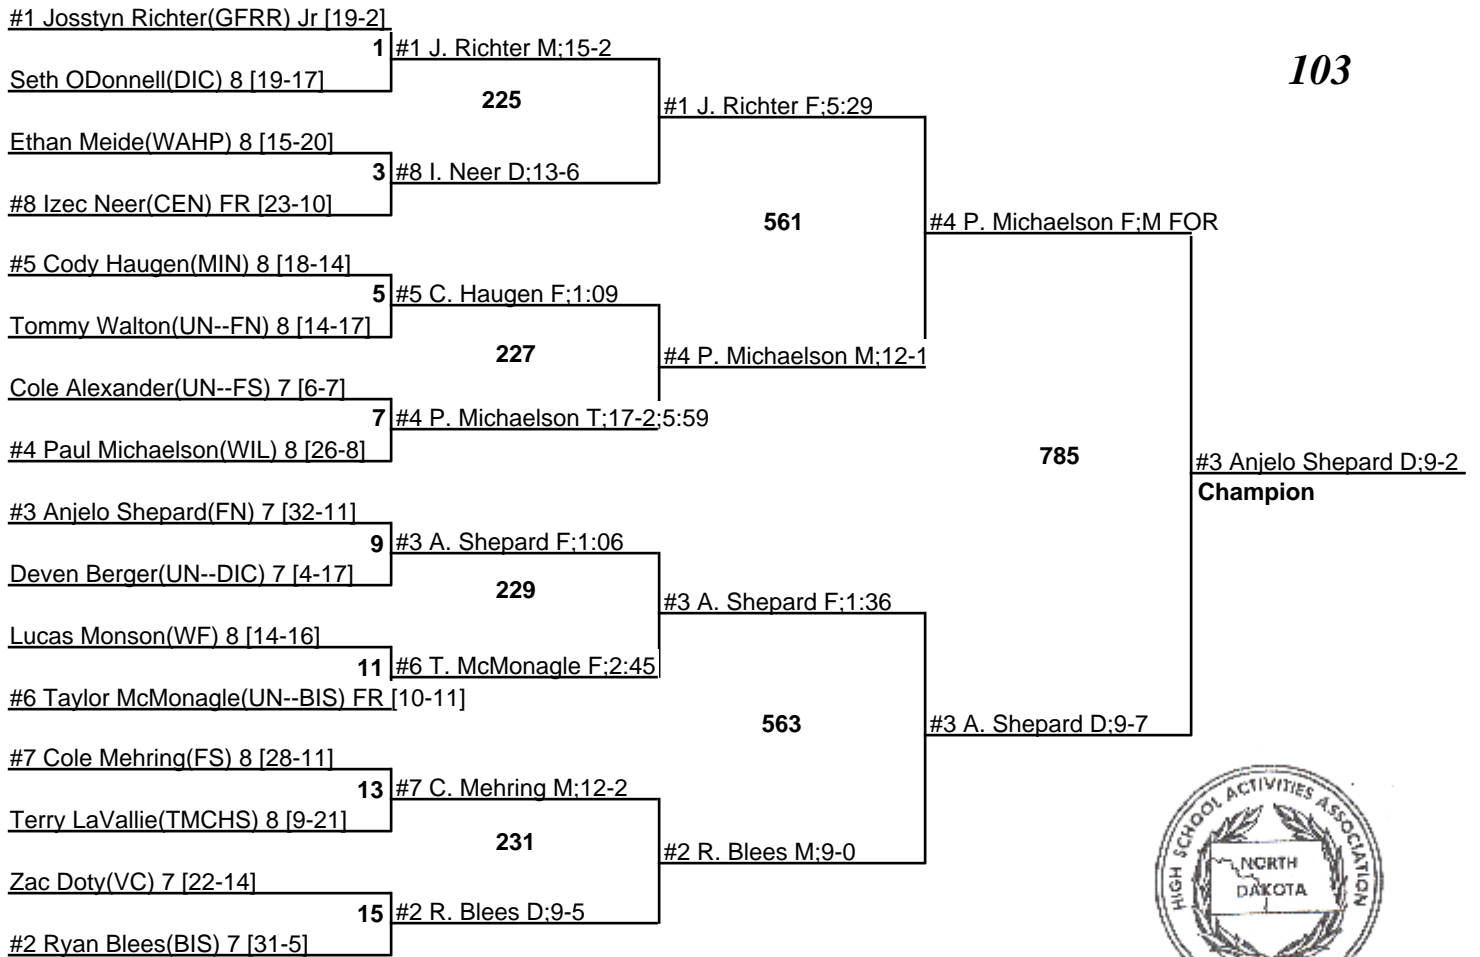 #1 Josstyn Richter(GFRR) Jr [19-2]
1 #1 J. Richter M;15-2
103
Seth ODonnell(DIC) 8 [19-17]
225
#1 J. Richter F;5:29
Ethan Meide(WAHP) 8 [15-20]
3 #8 I. Neer D;13-6
#8 Izec Neer(CEN) FR [23-10]
561
#4 P. Michaelson F;M FOR
#5 Cody Haugen(MIN) 8 [18-14]
5 #5 C. Haugen F;1:09
Tommy Walton(UN--FN) 8 [14-17]
227
#4 P. Michaelson M;12-1
Cole Alexander(UN--FS) 7 [6-7]
7 #4 P. Michaelson T;17-2;5:59
#4 Paul Michaelson(WIL) 8 [26-8]
785
#3 Anjelo Shepard D;9-2
Champion
#3 Anjelo Shepard(FN) 7 [32-11]
9 #3 A. Shepard F;1:06
Deven Berger(UN--DIC) 7 [4-17]
229
#3 A. Shepard F;1:36
Lucas Monson(WF) 8 [14-16]
11 #6 T. McMonagle F;2:45
#6 Taylor McMonagle(UN--BIS) FR [10-11]
563
#3 A. Shepard D;9-7
#7 Cole Mehring(FS) 8 [28-11]
13 #7 C. Mehring M;12-2
Terry LaVallie(TMCHS) 8 [9-21]
231
#2 R. Blees M;9-0
Zac Doty(VC) 7 [22-14]
15 #2 R. Blees D;9-5
#2 Ryan Blees(BIS) 7 [31-5]
HIGH SCHOOL ACTIVITIES ASSOCIATION
NORTH
DAKOTA